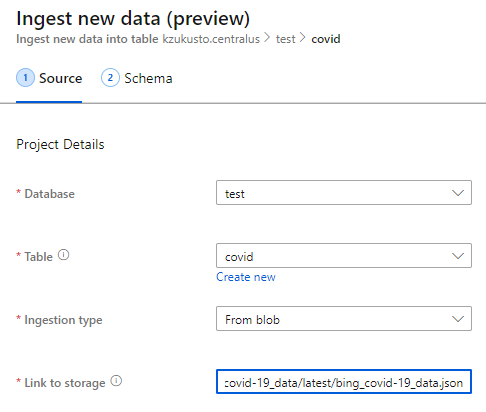 Ingest new data (preview)
Ingest new data into table kzukusto.centralus > test > covid
1 Source 2 Schema
Project Details
* Database test
* Table covid
Create new
* Ingestion type From blob
* Link to storage covid-19_data/latest/bing_covid-19_data.json